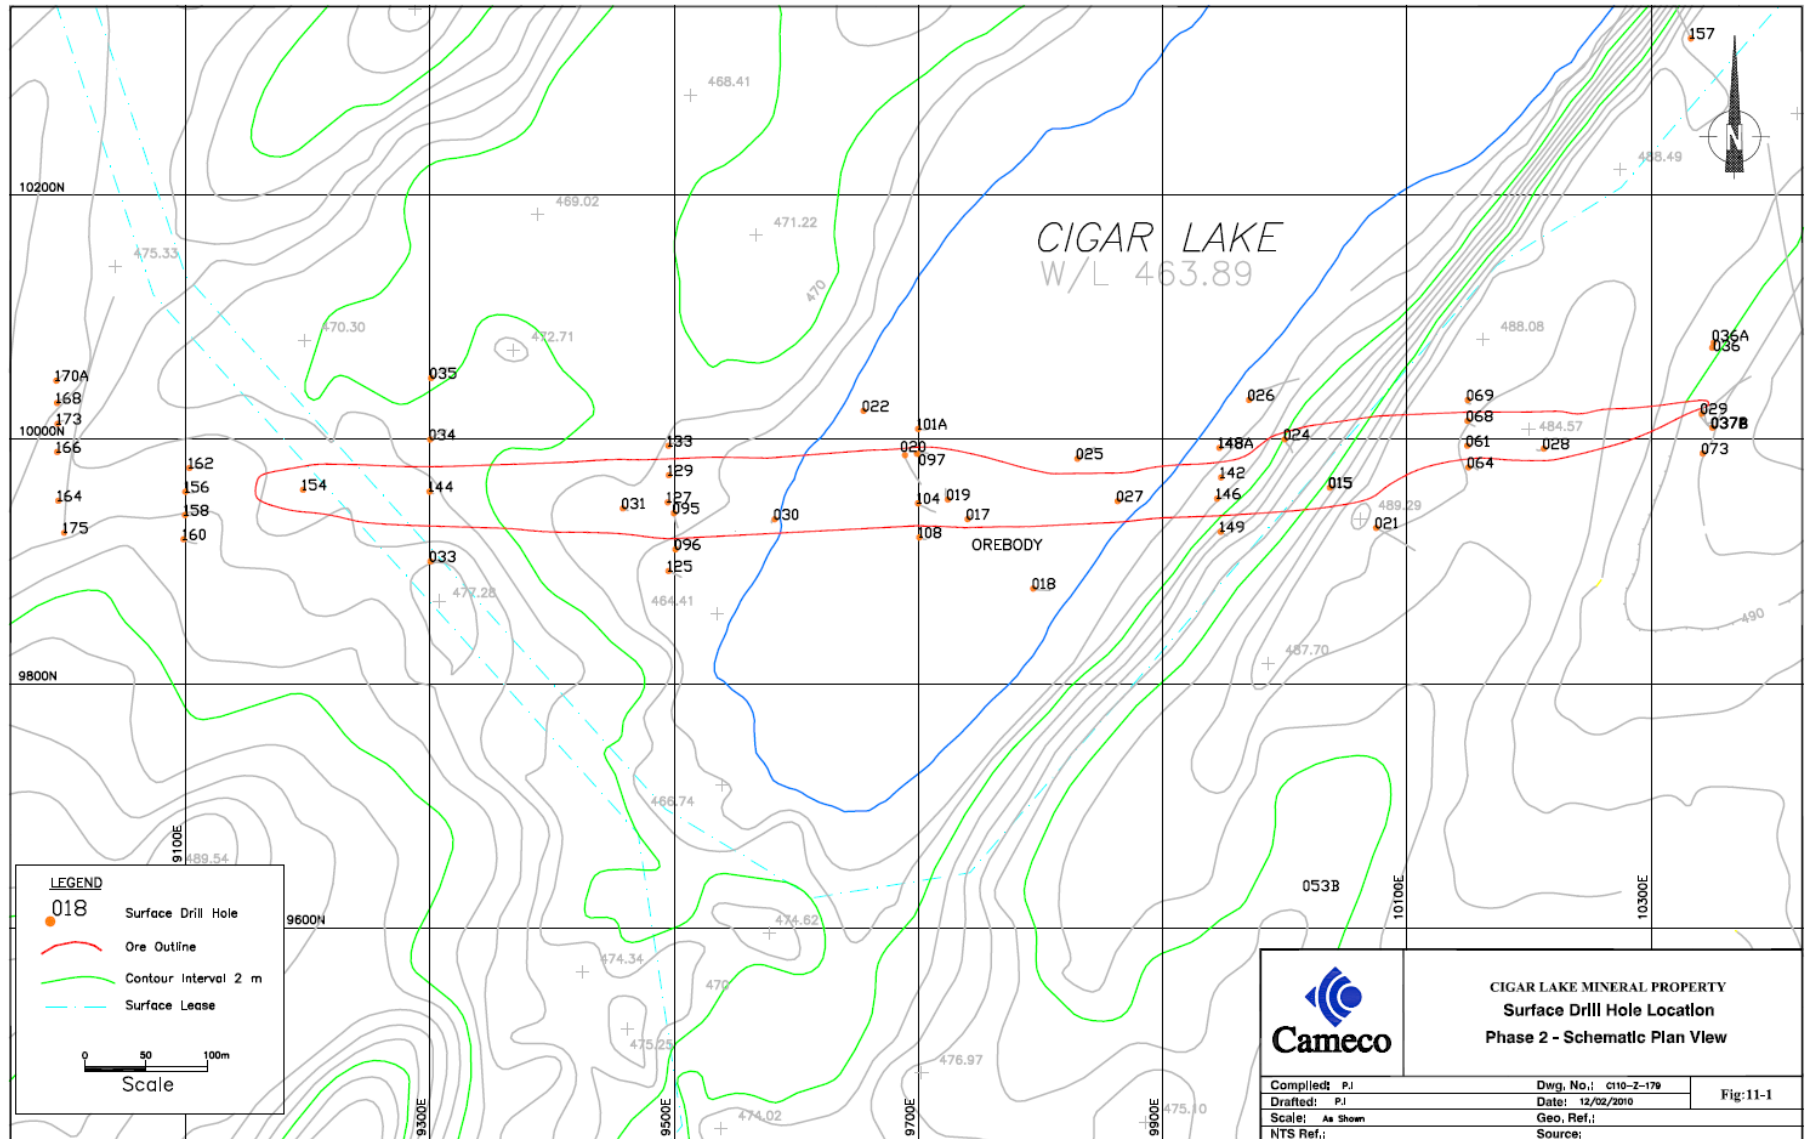 157
468.41
488.49
10200N
469.02
471.22
CIGAR LAKE
W/L 463.89
475.33
470
470.30
472.71
488.08
036A
036
170A
035
168
022
026
069
029
173
101A
068
037B
10000N
034
133
020
148A
024
061
484.57
028
166
097
025
073
162
129
142
064
156
154
144
127
104
019
027
146
015
164
031
095
030
017
489.29
158
021
175
160
096
108
OREBODY
149
033
125
018
477.28
464.41
490
487.70
9800N
466.74
9100E
489.54
053B
10100E
10300E
LEGEND
018
Surface Drill Hole
9600N
474.62
Ore Outline
474.34
Contour Interval 2 m
470
Surface Lease
475.25
476.97
0 50 100m
Scale
9300E
9500E
474.02
9700E
9900E
475.10
Cameco
CIGAR LAKE MINERAL PROPERTY
Surface Drill Hole Location
Phase 2 - Schematic Plan View
Compiled: P.I
Dwg. No.: C110-Z-179
Fig:11-1
Drafted: P.I
Date: 12/02/2010
Scale: As Shown
Geo. Ref.:
NTS Ref.:
Source:
N